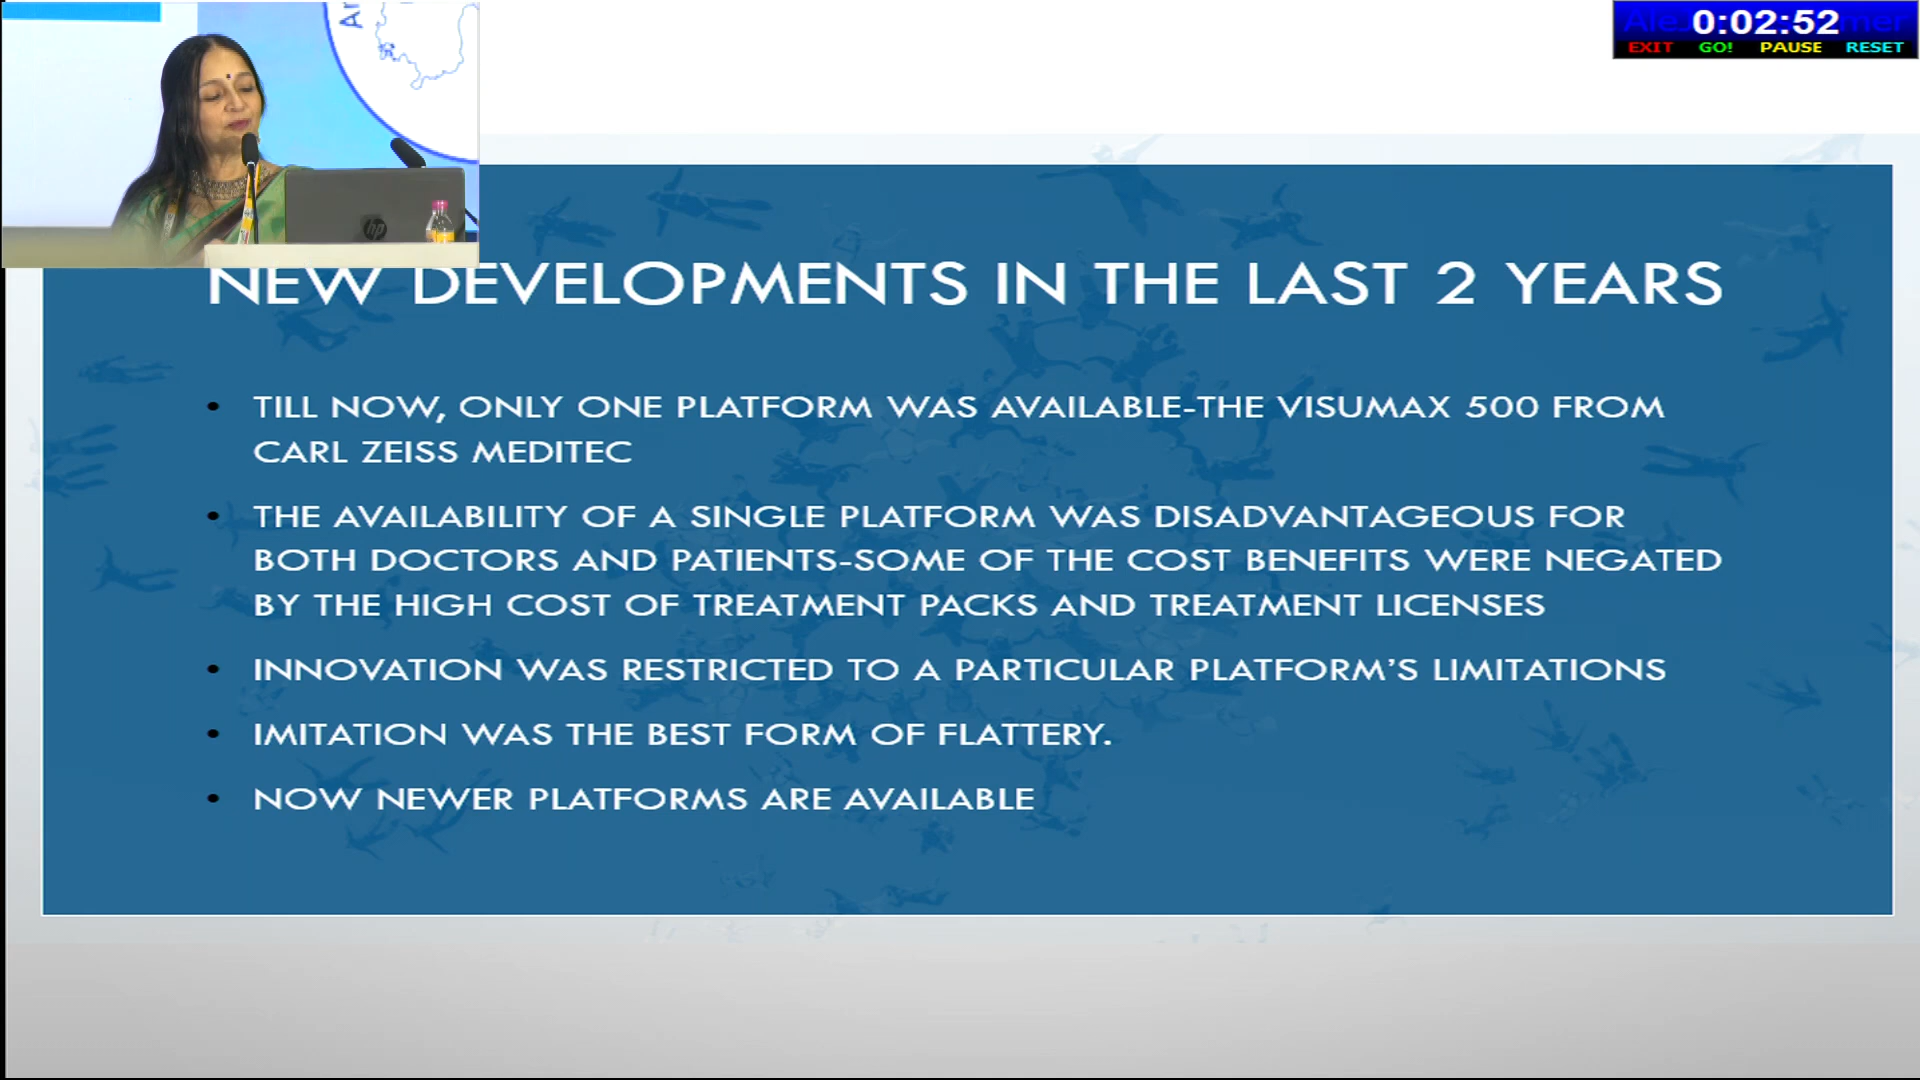 0:02:52
EXIT GO! PAUSE RESET
hp
NEW DEVELOPMENTS IN THE LAST 2 YEARS
• TILL NOW, ONLY ONE PLATFORM WAS AVAILABLE-THE VISUMAX 500 FROM
CARL ZEISS MEDITEC
• THE AVAILABILITY OF A SINGLE PLATFORM WAS DISADVANTAGEOUS FOR
BOTH DOCTORS AND PATIENTS-SOME OF THE COST BENEFITS WERE NEGATED
BY THE HIGH COST OF TREATMENT PACKS AND TREATMENT LICENSES
• INNOVATION WAS RESTRICTED TO A PARTICULAR PLATFORM’S LIMITATIONS
• IMITATION WAS THE BEST FORM OF FLATTERY.
• NOW NEWER PLATFORMS ARE AVAILABLE